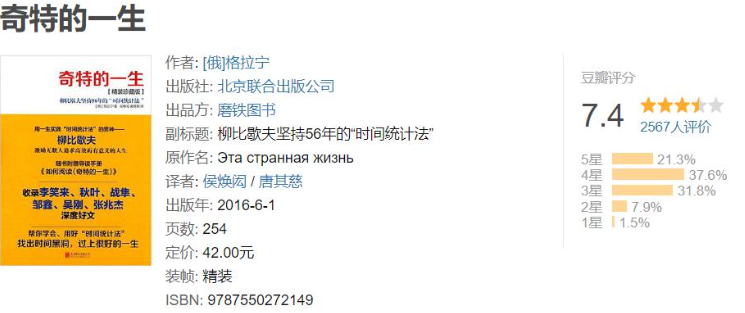 奇特的一生
奇特的一生
【精装珍藏版】
柳比歇夫坚持56年的“时间统计法”
用一生实践“时间统计法”的男神——
柳比歇夫
激励无数人追求高效而有意义的人生
随书附赠导读手册
《如何阅读〈奇特的一生〉》
收录李笑来、秋叶、战隼、
邹鑫、吴刚、张兆杰
深度好文
帮你学会、用好“时间统计法”
找出时间黑洞，过上很好的一生
作者: [俄]格拉宁
出版社: 北京联合出版公司
出品方: 磨铁图书
副标题: 柳比歇夫坚持56年的“时间统计法”
原作名: Эта странная жизнь
译者: 侯焕闳 / 唐其慈
出版年: 2016-6-1
页数: 254
定价: 42.00元
装帧: 精装
ISBN: 9787550272149
豆瓣评分
7.4
2567人评价
5星 21.3%
4星 37.6%
3星 31.8%
2星 7.9%
1星 1.5%